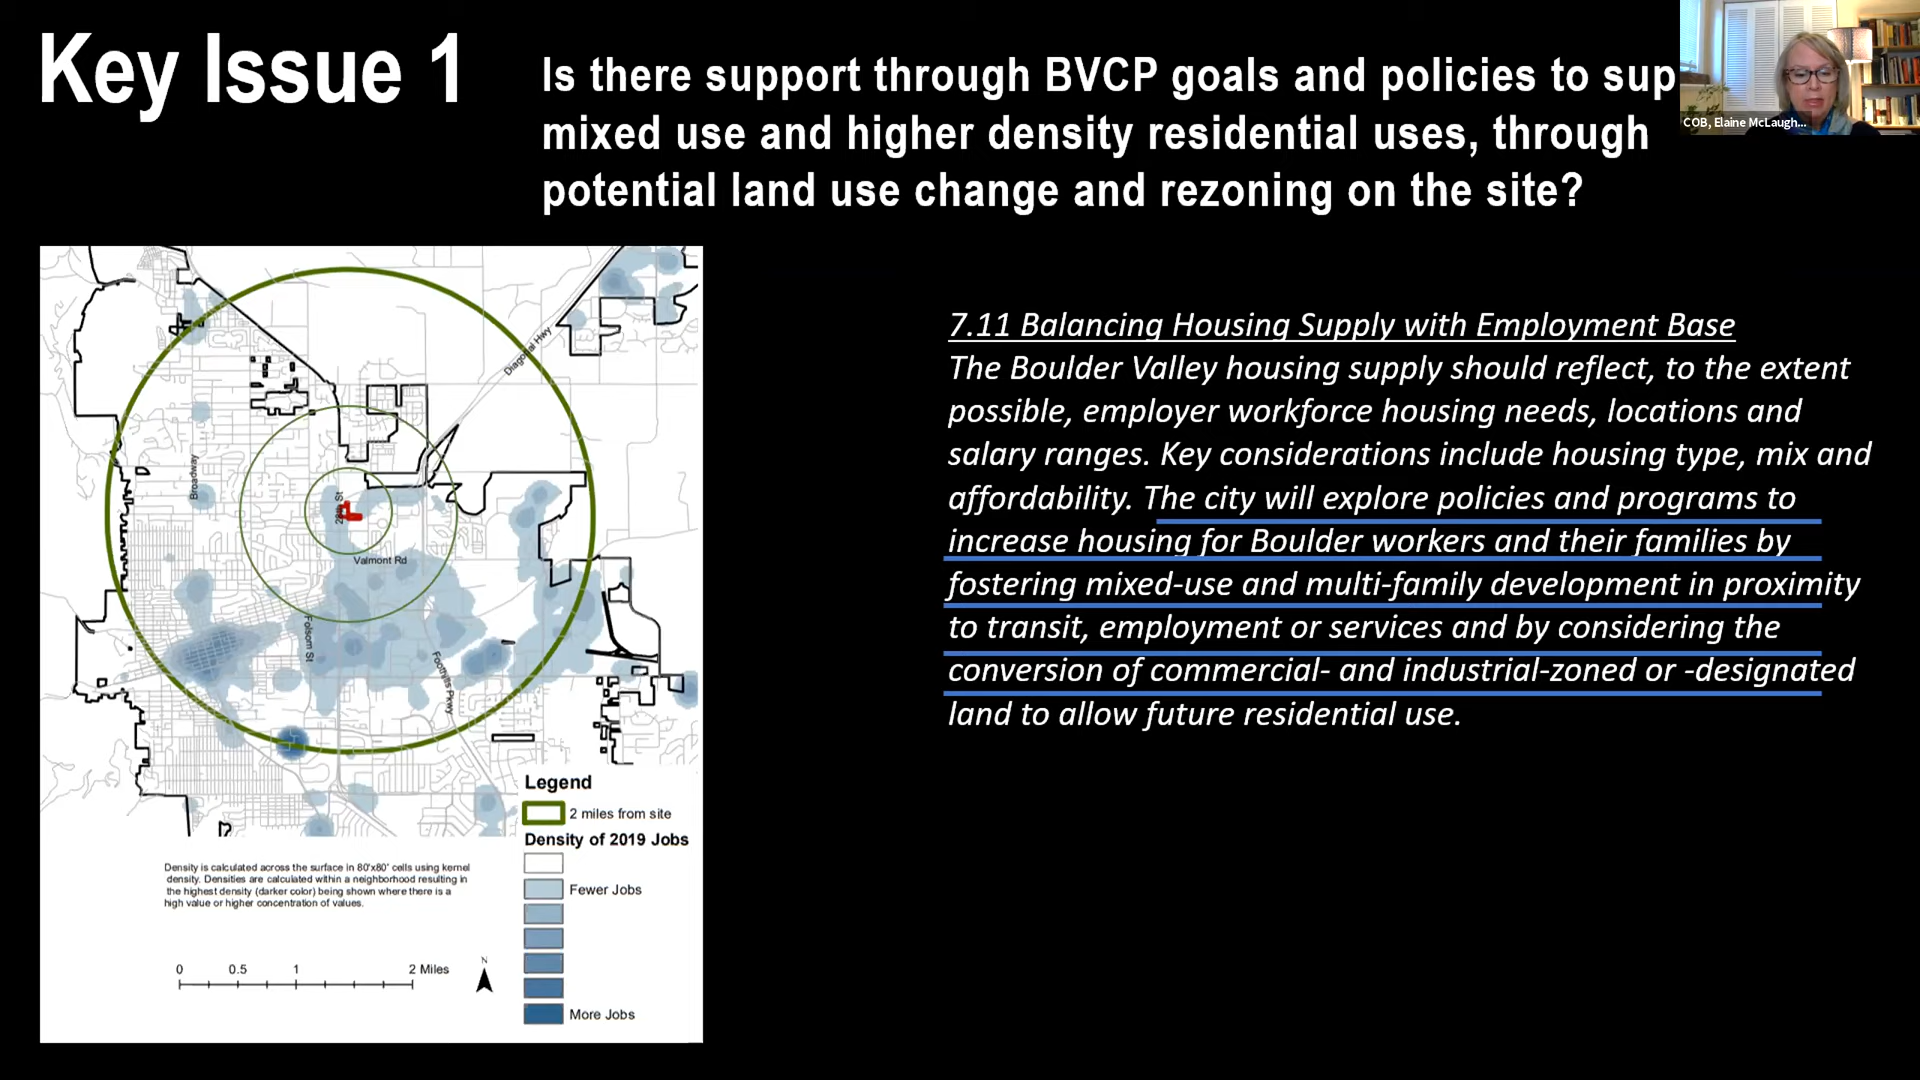 Key Issue 1
Is there support through BVCP goals and policies to sup
mixed use and higher density residential uses, through
potential land use change and rezoning on the site?
COB, Elaine McLaugh...
7.11 Balancing Housing Supply with Employment Base
The Boulder Valley housing supply should reflect, to the extent
possible, employer workforce housing needs, locations and
salary ranges. Key considerations include housing type, mix and
affordability. The city will explore policies and programs to
increase housing for Boulder workers and their families by
fostering mixed-use and multi-family development in proximity
to transit, employment or services and by considering the
conversion of commercial- and industrial-zoned or -designated
land to allow future residential use.
Diagonal Hwy
Broadway
28th St
Valmont Rd
Folsom St
Foothills Pkwy
Legend
2 miles from site
Density of 2019 Jobs
Fewer Jobs
More Jobs
Density is calculated across the surface in 80'x80' cells using kernel
density. Densities are calculated within a neighborhood resulting in
the highest density (darker color) being shown where there is a
high value or higher concentration of values.
0 0.5 1 2 Miles
N